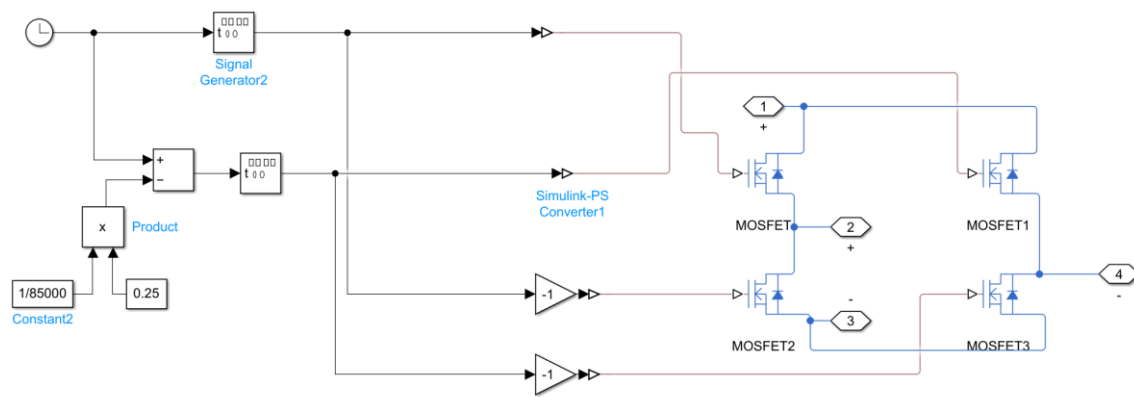 Signal
Generator2
+
−
x
Product
1/85000
0.25
Constant2
Simulink-PS
Converter1
-1
-1
1
+
MOSFET
MOSFET1
2
+
-
3
4
-
MOSFET2
MOSFET3